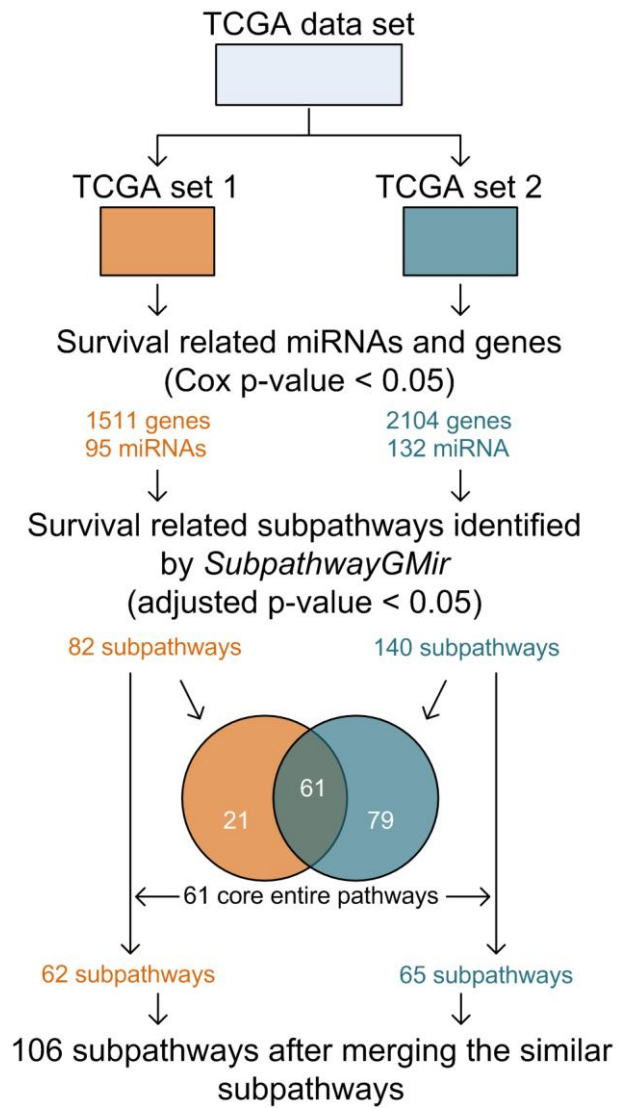 TCGA data set
TCGA set 1
TCGA set 2
Survival related miRNAs and genes
(Cox p-value < 0.05)
1511 genes
95 miRNAs
2104 genes
132 miRNA
Survival related subpathways identified
by SubpathwayGMir
(adjusted p-value < 0.05)
82 subpathways
140 subpathways
21
61
79
61 core entire pathways
62 subpathways
65 subpathways
106 subpathways after merging the similar
subpathways